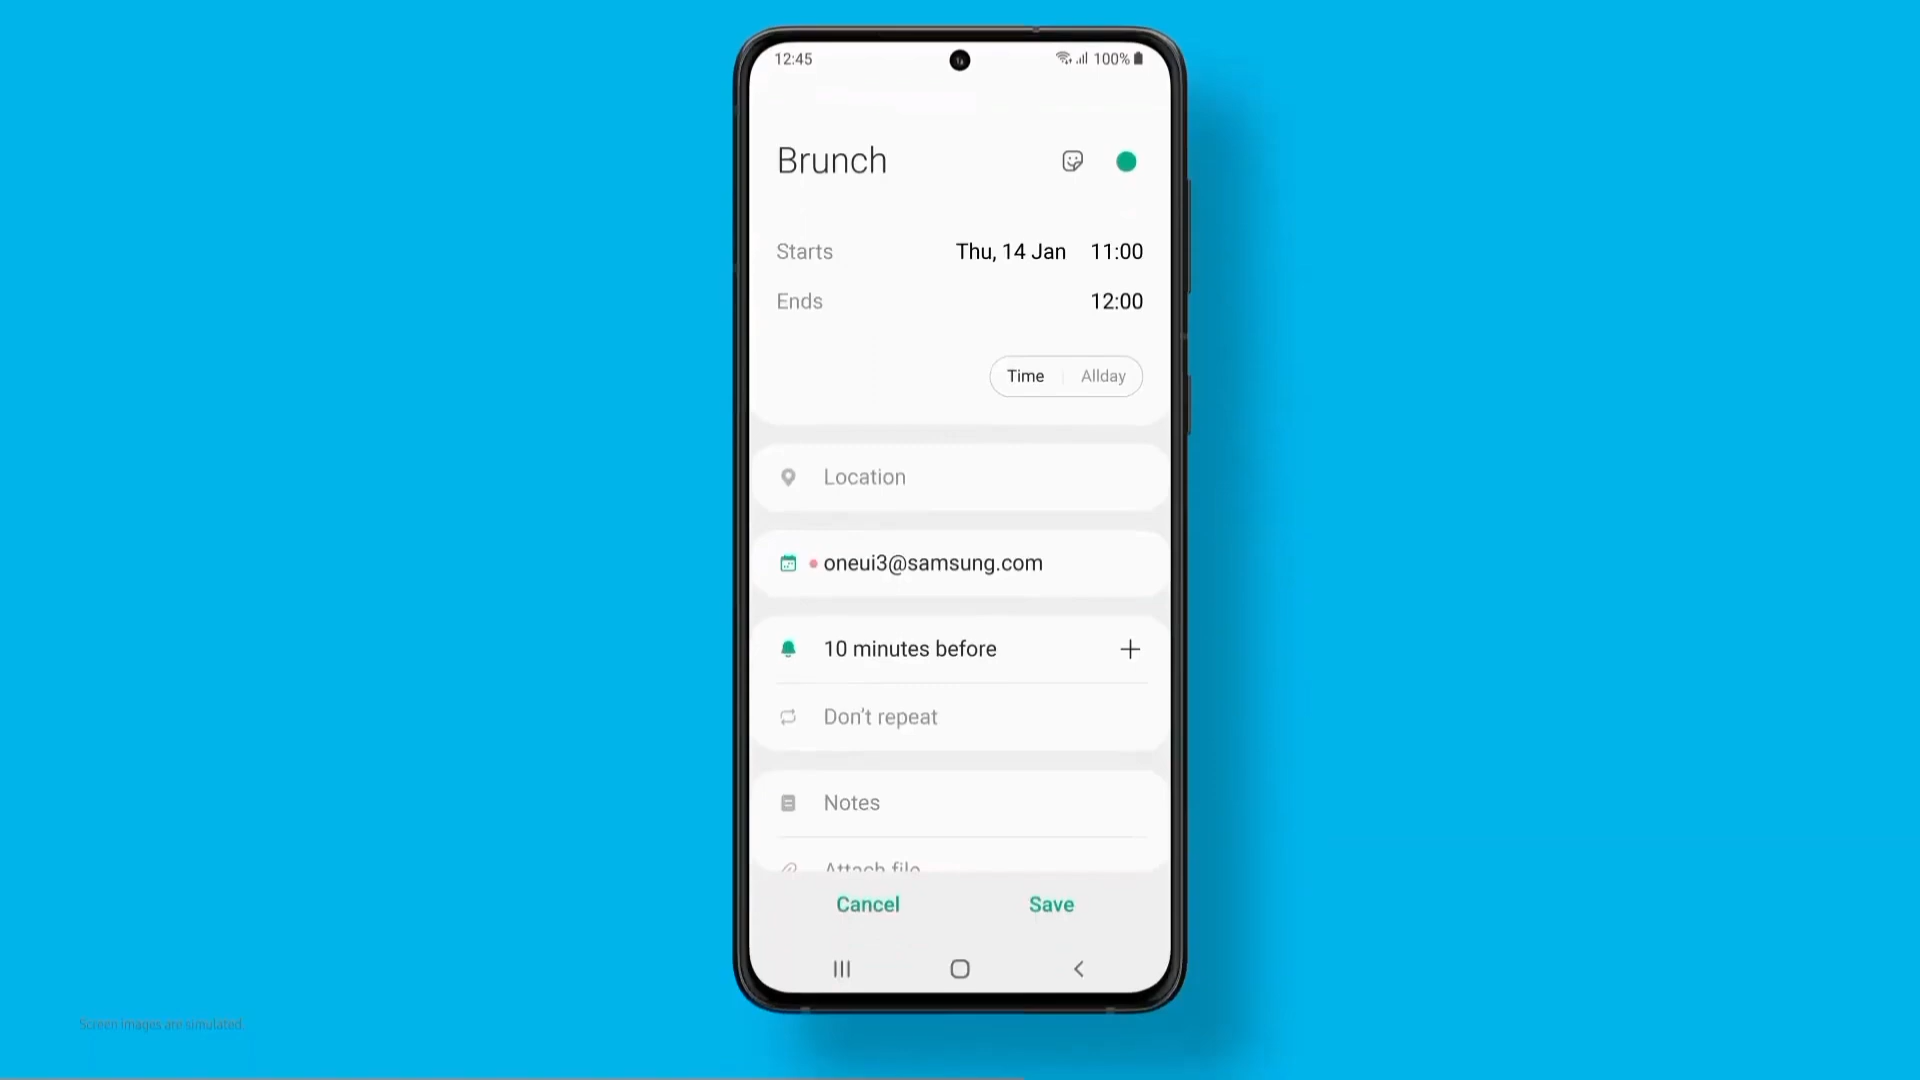 12:45
100%
Brunch
Starts Thu, 14 Jan 11:00
Ends 12:00
Time Allday
Location
oneui3@samsung.com
10 minutes before
Don't repeat
Notes
Attach file
Cancel Save
Screen images are simulated.